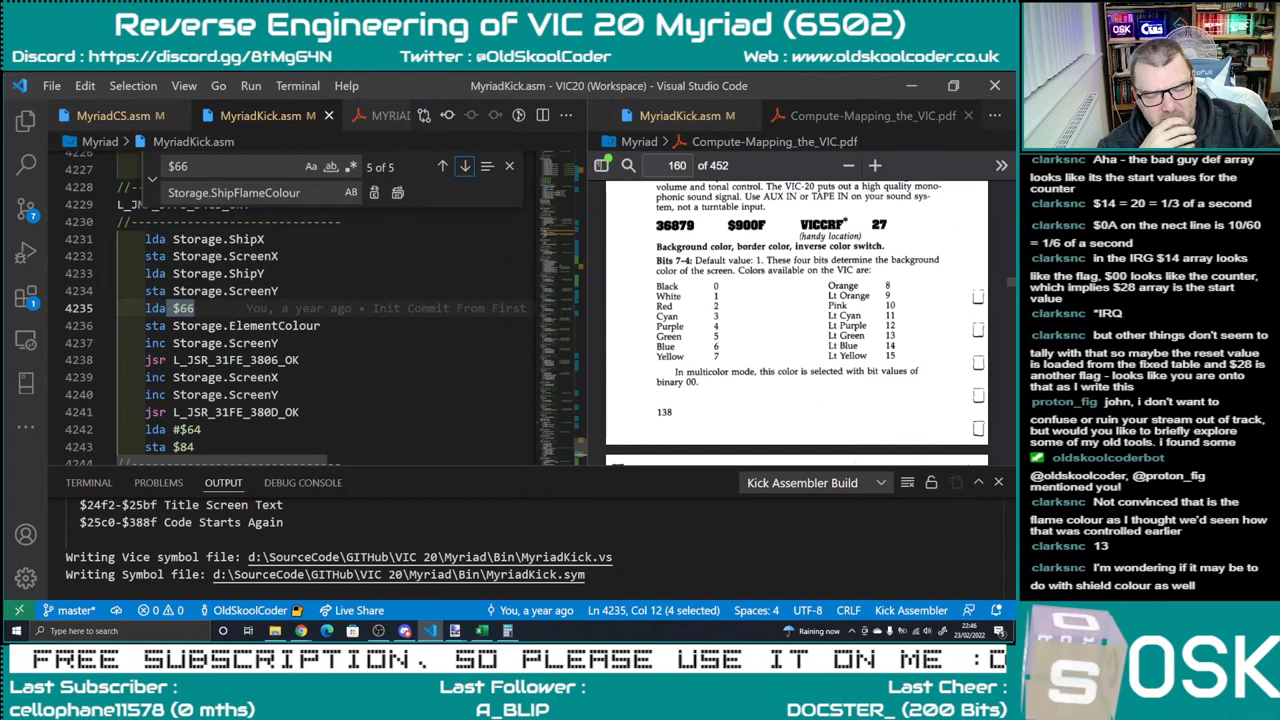 Reverse Engineering of VIC 20 Myriad (6502)
Discord : https://discord.gg/8tMgG4N
Twitter : @OldSkoolCoder
Web : www.oldskoolcoder.co.uk
File Edit Selection View Go Run Terminal Help
MyriadKick.asm - VIC20 (Workspace) - Visual Studio Code
MyriadCS.asm M
MyriadKick.asm M
Myriad > MyriadKick.asm
$66
Aa ab
5 of 5
Storage.ShipFlameColour
AB
4227
4228
4229
4230 //
4231 lda Storage.ShipX
4232 sta Storage.ScreenX
4233 lda Storage.ShipY
4234 sta Storage.ScreenY
4235 lda $66 You, a year ago • Init Commit From First
4236 sta Storage.ElementColour
4237 inc Storage.ScreenY
4238 jsr L_JSR_31FE_3806_OK
4239 inc Storage.ScreenX
4240 inc Storage.ScreenY
4241 jsr L_JSR_31FE_380D_OK
4242 lda #$64
4243 sta $84
4244
MyriadKick.asm M
Compute-Mapping_the_VIC.pdf
Myriad > Compute-Mapping_the_VIC.pdf
160 of 452
volume and tonal control. The VIC-20 puts out a high quality mono-
phonic sound signal. Use AUX IN or TAPE IN on your sound sys-
tem, not a turntable input.
36879 $900F VICCRF* 27
(handy location)
Background color, border color, inverse color switch.
Bits 7-4: Default value: 1. These four bits determine the background
color of the screen. Colors available on the VIC are:
Black 0 Orange 8
White 1 Lt Orange 9
Red 2 Pink 10
Cyan 3 Lt Cyan 11
Purple 4 Lt Purple 12
Green 5 Lt Green 13
Blue 6 Lt Blue 14
Yellow 7 Lt Yellow 15
In multicolor mode, this color is selected with bit values of
binary 00.
138
TERMINAL PROBLEMS OUTPUT DEBUG CONSOLE
Kick Assembler Build
$24f2-$25bf Title Screen Text
$25c0-$388f Code Starts Again
Writing Vice symbol file: d:\SourceCode\GITHub\VIC 20\Myriad\Bin\MyriadKick.vs
Writing Symbol file: d:\SourceCode\GITHub\VIC 20\Myriad\Bin\MyriadKick.sym
master* 0 0 OldSkoolCoder Live Share You, a year ago Ln 4235, Col 12 (4 selected) Spaces: 4 UTF-8 CRLF Kick Assembler
Type here to search
Raining now
22:46
23/02/2022
clarksnc Aha - the bad guy def array
looks like its the start values for the
counter
clarksnc $14 = 20 = 1/3 of a second
clarksnc $0A on the nect line is 10/60
= 1/6 of a second
clarksnc in the IRG $14 array looks
like the flag, $00 looks like the counter,
which implies $28 array is the start
value
clarksnc *IRQ
clarksnc but other things don't seem to
tally with that so maybe the reset value
is loaded from the fixed table and $28 is
another flag - looks like you are onto
that as I write this
proton_fig john, i don't want to
confuse or ruin your stream out of track,
but would you like to briefly explore
some of my old tools. i found some
oldskoolcoderbot
@oldskoolcoder, @proton_fig
mentioned you!
clarksnc Not convinced that is the
flame colour as I thought we'd seen how
that was controlled earlier
clarksnc 13
clarksnc I'm wondering if it may be to
do with shield colour as well
FREE SUBSCRIPTION. SO PLEASE USE IT ON ME :
Last Subscriber :
cellophane11578 (0 mths)
Last Follower :
A_BLIP
Last Cheer :
DOCSTER_ (200 Bits)
OSK